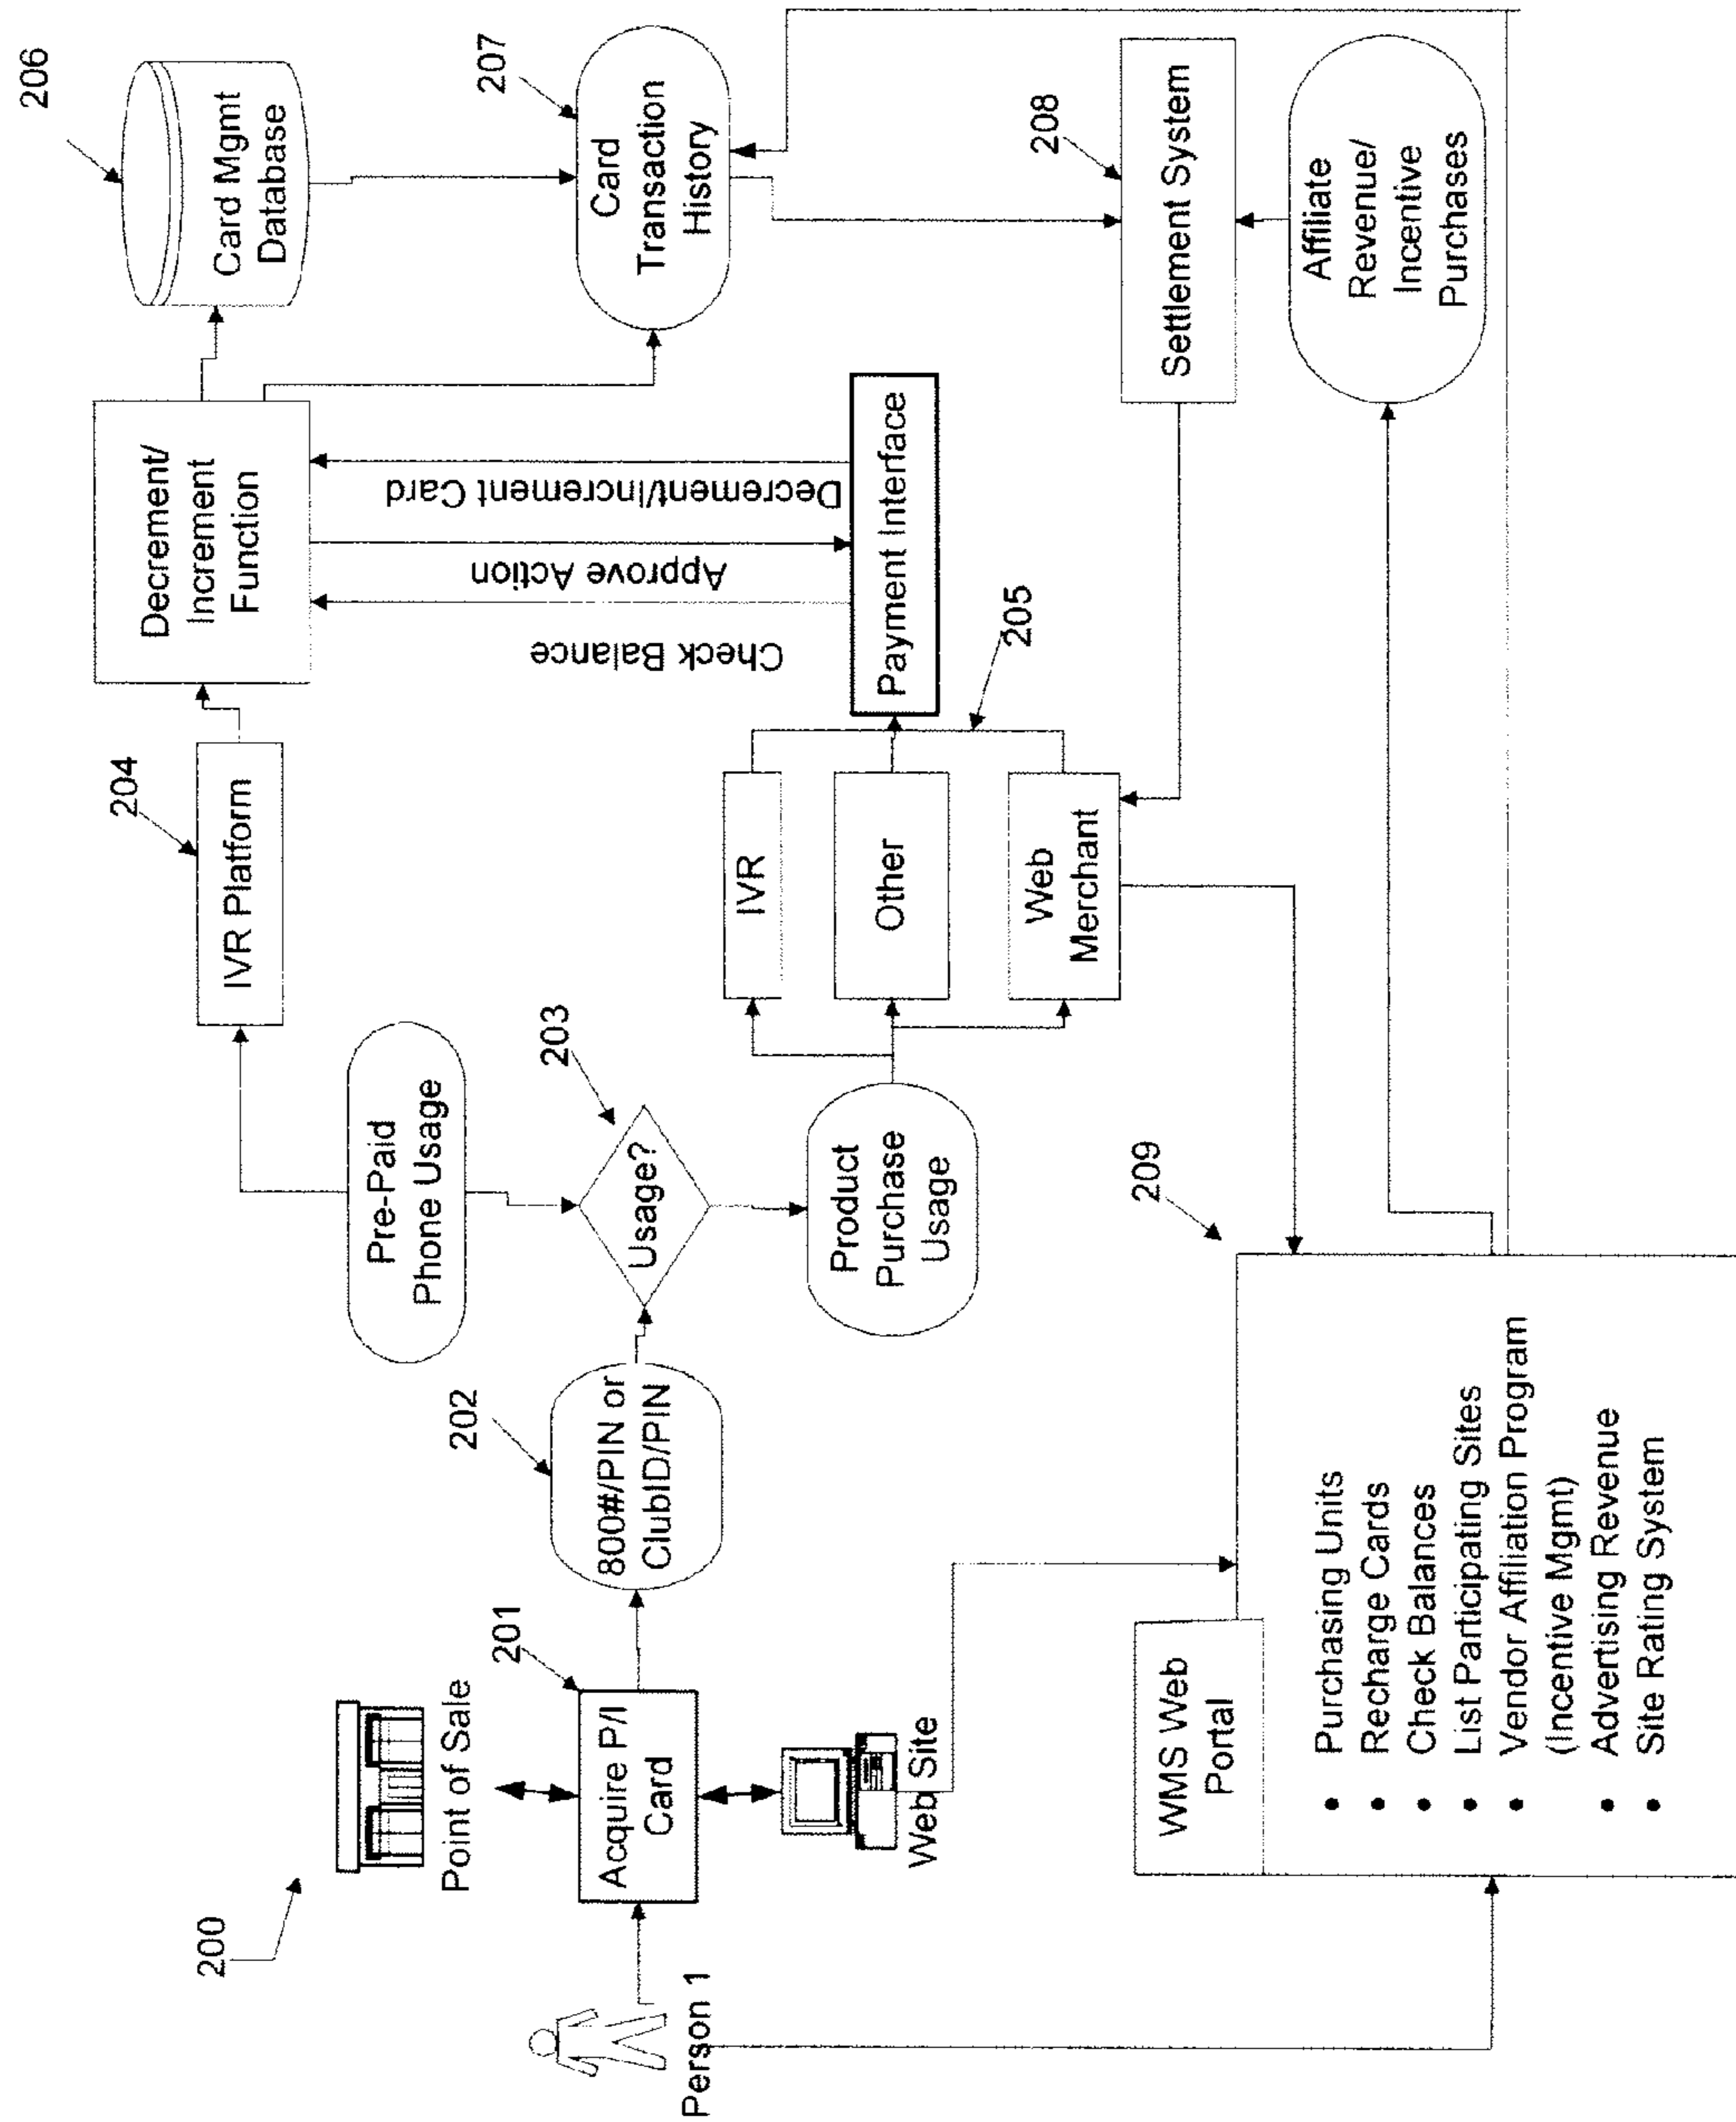 200
Point of Sale
Person 1
201
Acquire P/I
Card
Web Site
202
800#/PIN or
ClubID/PIN
203
Usage?
Pre-Paid
Phone Usage
Product
Purchase
Usage
204
IVR Platform
IVR
Other
Web
Merchant
205
Payment Interface
Check Balance
Approve Action
Decrement/Increment Card
Decrement/
Increment
Function
206
Card Mgmt
Database
207
Card
Transaction
History
208
Settlement System
Affiliate
Revenue/
Incentive
Purchases
209
WMS Web
Portal
• Purchasing Units
• Recharge Cards
• Check Balances
• List Participating Sites
• Vendor Affiliation Program
(Incentive Mgmt)
• Advertising Revenue
• Site Rating System